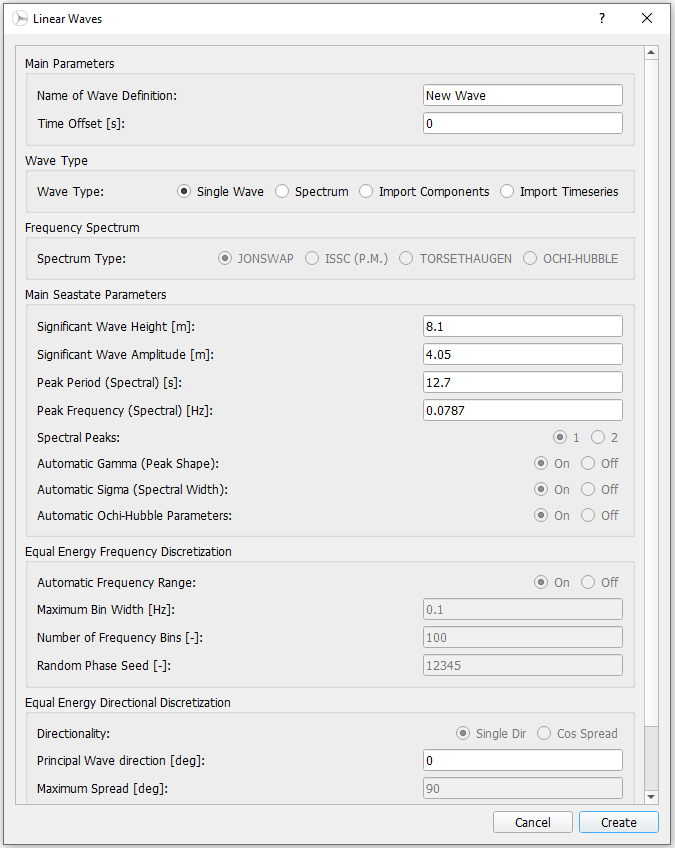 Linear Waves ?
Main Parameters
Name of Wave Definition: New Wave
Time Offset [s]: 0
Wave Type
Wave Type: Single Wave Spectrum Import Components Import Timeseries
Frequency Spectrum
Spectrum Type: JONSWAP ISSC (P.M.) TORSETHAUGEN OCHI-HUBBLE
Main Seastate Parameters
Significant Wave Height [m]: 8.1
Significant Wave Amplitude [m]: 4.05
Peak Period (Spectral) [s]: 12.7
Peak Frequency (Spectral) [Hz]: 0.0787
Spectral Peaks: 1 2
Automatic Gamma (Peak Shape): On Off
Automatic Sigma (Spectral Width): On Off
Automatic Ochi-Hubble Parameters: On Off
Equal Energy Frequency Discretization
Automatic Frequency Range: On Off
Maximum Bin Width [Hz]: 0.1
Number of Frequency Bins [-]: 100
Random Phase Seed [-]: 12345
Equal Energy Directional Discretization
Directionality: Single Dir Cos Spread
Principal Wave direction [deg]: 0
Maximum Spread [deg]: 90
Cancel Create